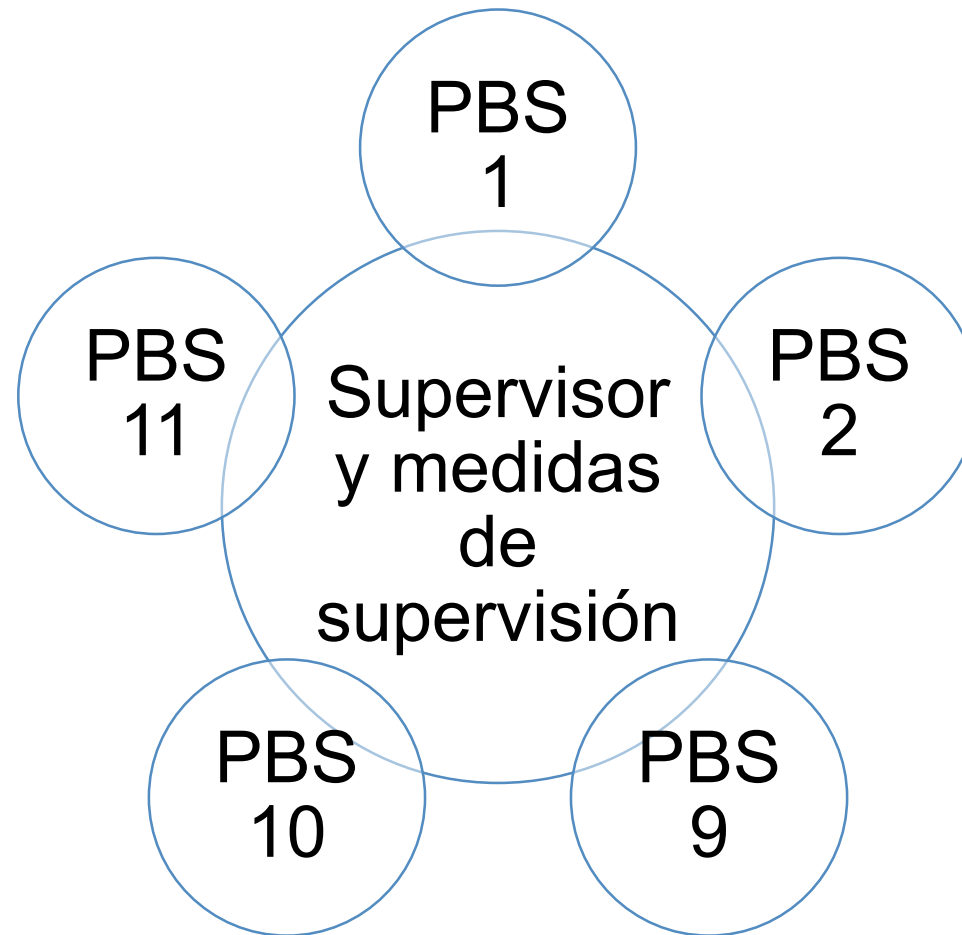 PBS
1
PBS
11
Supervisor
y medidas
de
supervisión
PBS
2
PBS
10
PBS
9